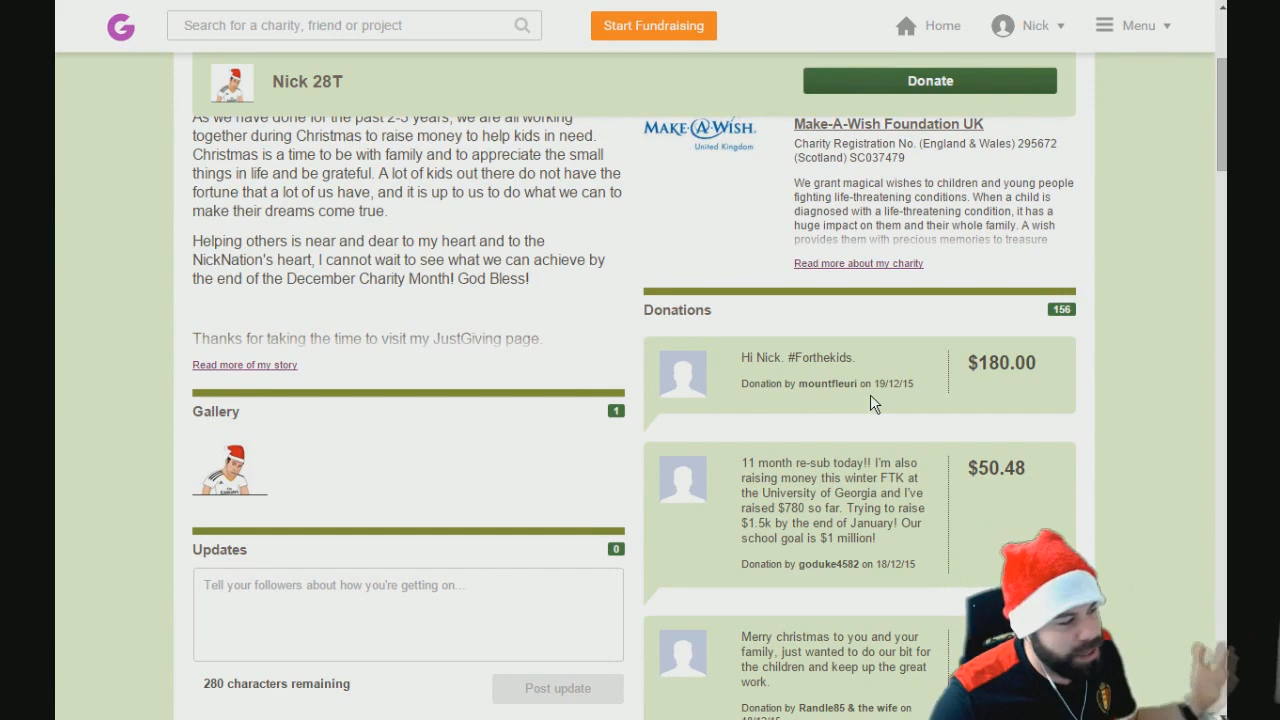 G
Search for a charity, friend or project
Start Fundraising
Home
Nick
Menu
Nick 28T
Donate
As we have done for the past 2-3 years, we are all working
together during Christmas to raise money to help kids in need.
Christmas is a time to be with family and to appreciate the small
things in life and be grateful. A lot of kids out there do not have the
fortune that a lot of us have, and it is up to us to do what we can to
make their dreams come true.
Helping others is near and dear to my heart and to the
NickNation's heart, I cannot wait to see what we can achieve by
the end of the December Charity Month! God Bless!
Thanks for taking the time to visit my JustGiving page.
Read more of my story
Gallery
1
Updates
0
Tell your followers about how you're getting on...
280 characters remaining
Post update
MAKE-A-WISH.
United Kingdom
Make-A-Wish Foundation UK
Charity Registration No. (England & Wales) 295672
(Scotland) SC037479
We grant magical wishes to children and young people
fighting life-threatening conditions. When a child is
diagnosed with a life-threatening condition, it has a
huge impact on them and their whole family. A wish
provides them with precious memories to treasure
Read more about my charity
Donations
156
Hi Nick. #Forthekids.
Donation by mountfleuri on 19/12/15
$180.00
11 month re-sub today!! I'm also
raising money this winter FTK at
the University of Georgia and I've
raised $780 so far. Trying to raise
$1.5k by the end of January! Our
school goal is $1 million!
Donation by goduke4582 on 18/12/15
$50.48
Merry christmas to you and your
family, just wanted to do our bit for
the children and keep up the great
work.
Donation by Randle85 & the wife on